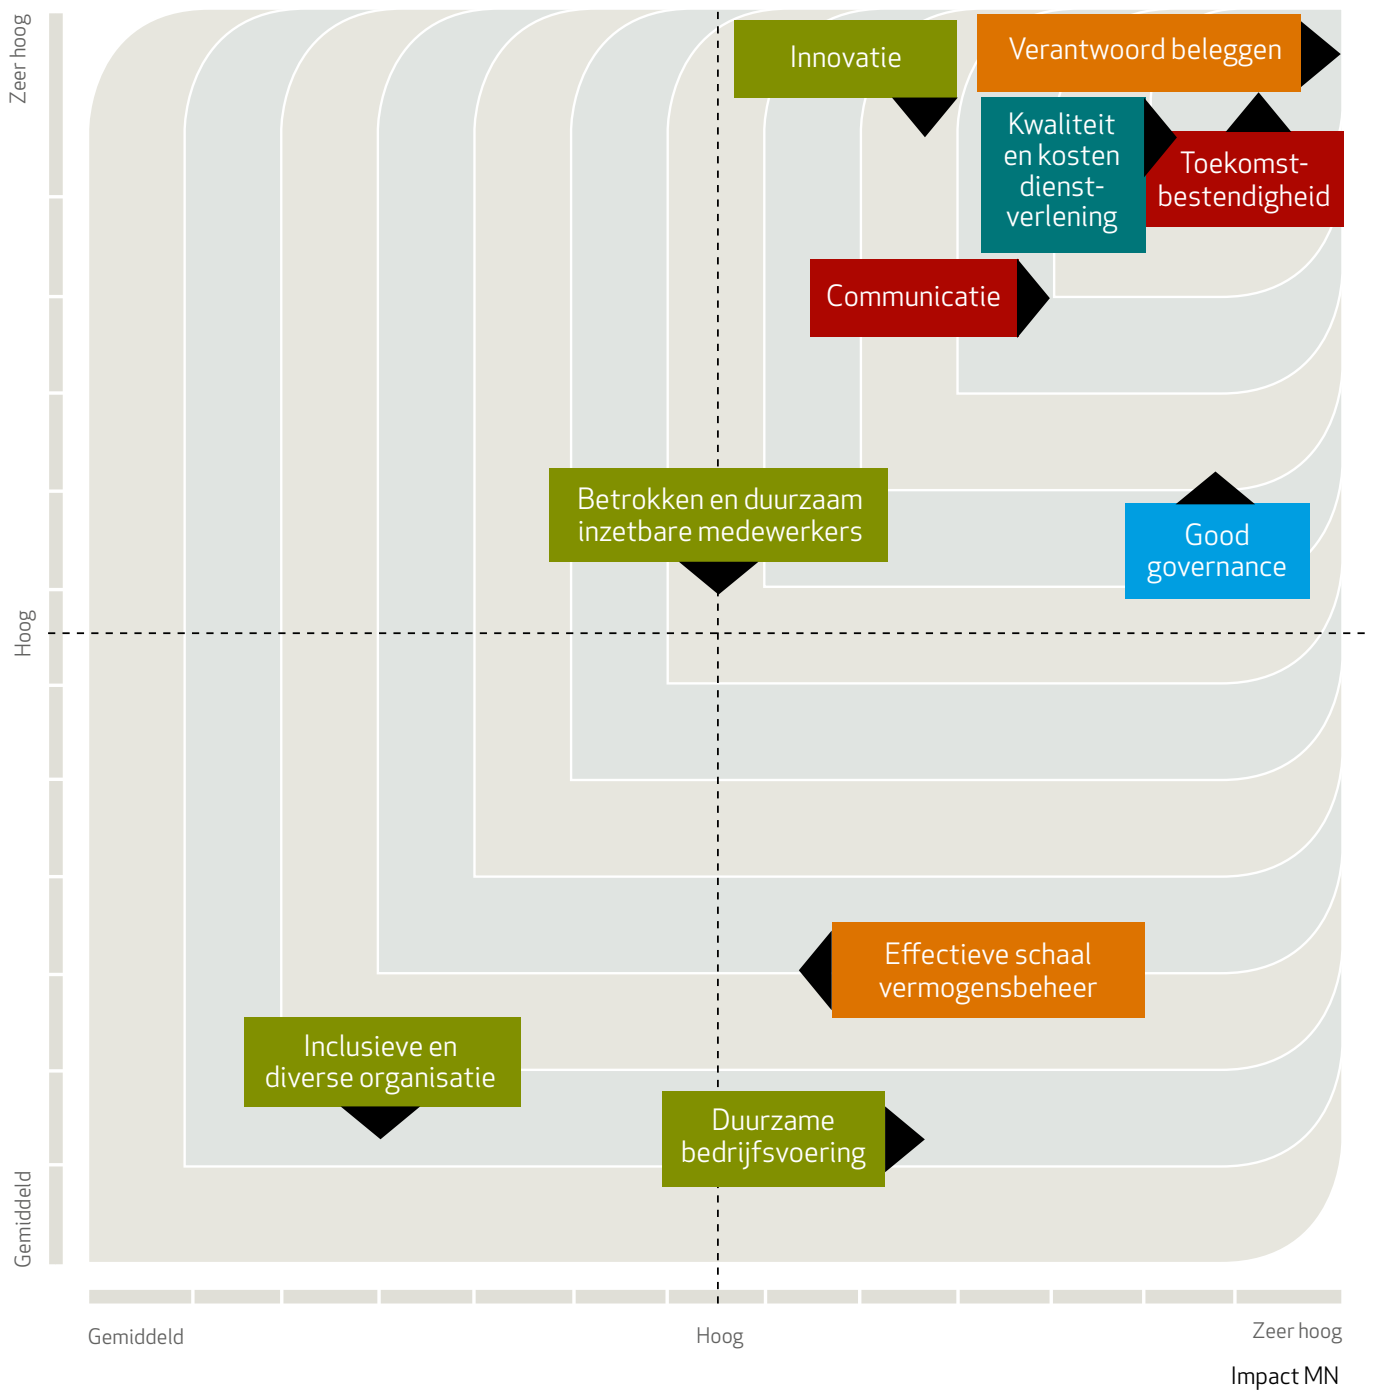 Zeer hoog
Innovatie
Verantwoord beleggen
Kwaliteit
en kosten
dienst-
verlening
Toekomst-
bestendigheid
Communicatie
Betrokken en duurzaam
inzetbare medewerkers
Good
governance
Hoog
Effectieve schaal
vermogensbeheer
Inclusieve en
diverse organisatie
Duurzame
bedrijfsvoering
Gemiddeld
Gemiddeld
Hoog
Zeer hoog
Impact MN